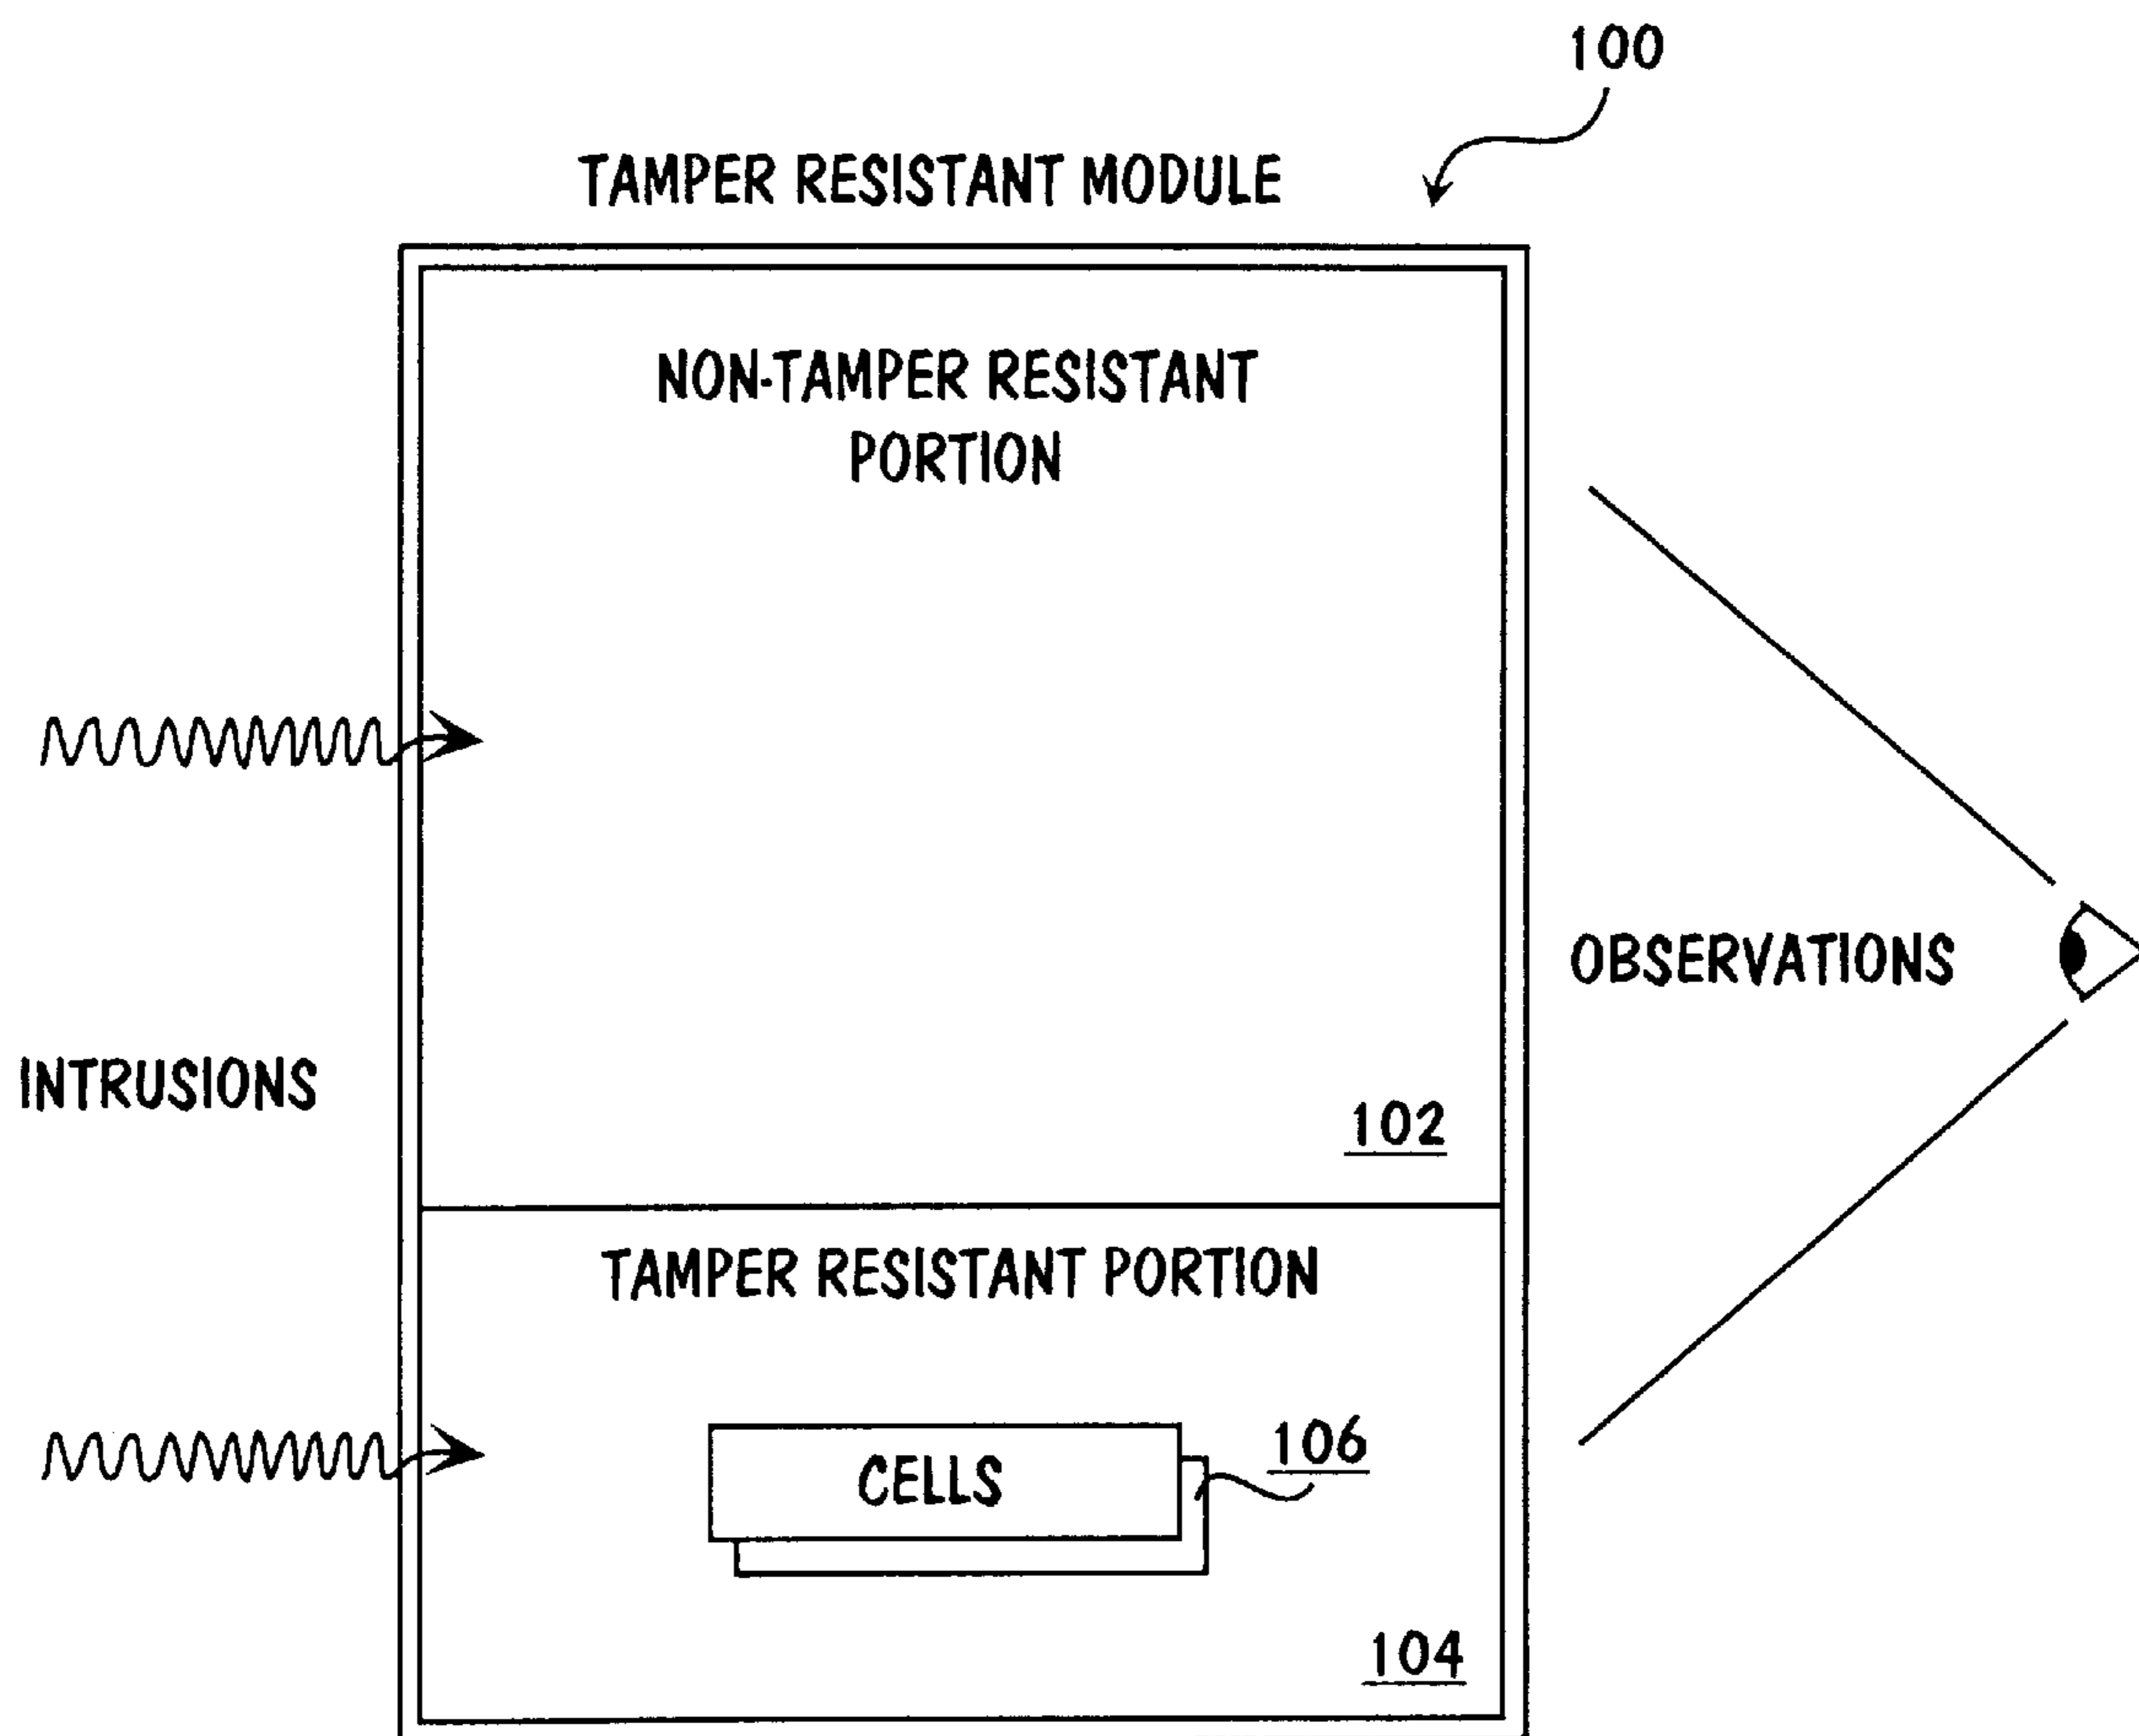 100
TAMPER RESISTANT MODULE
NON-TAMPER RESISTANT
PORTION
OBSERVATIONS
INTRUSIONS
102
TAMPER RESISTANT PORTION
106
CELLS
104